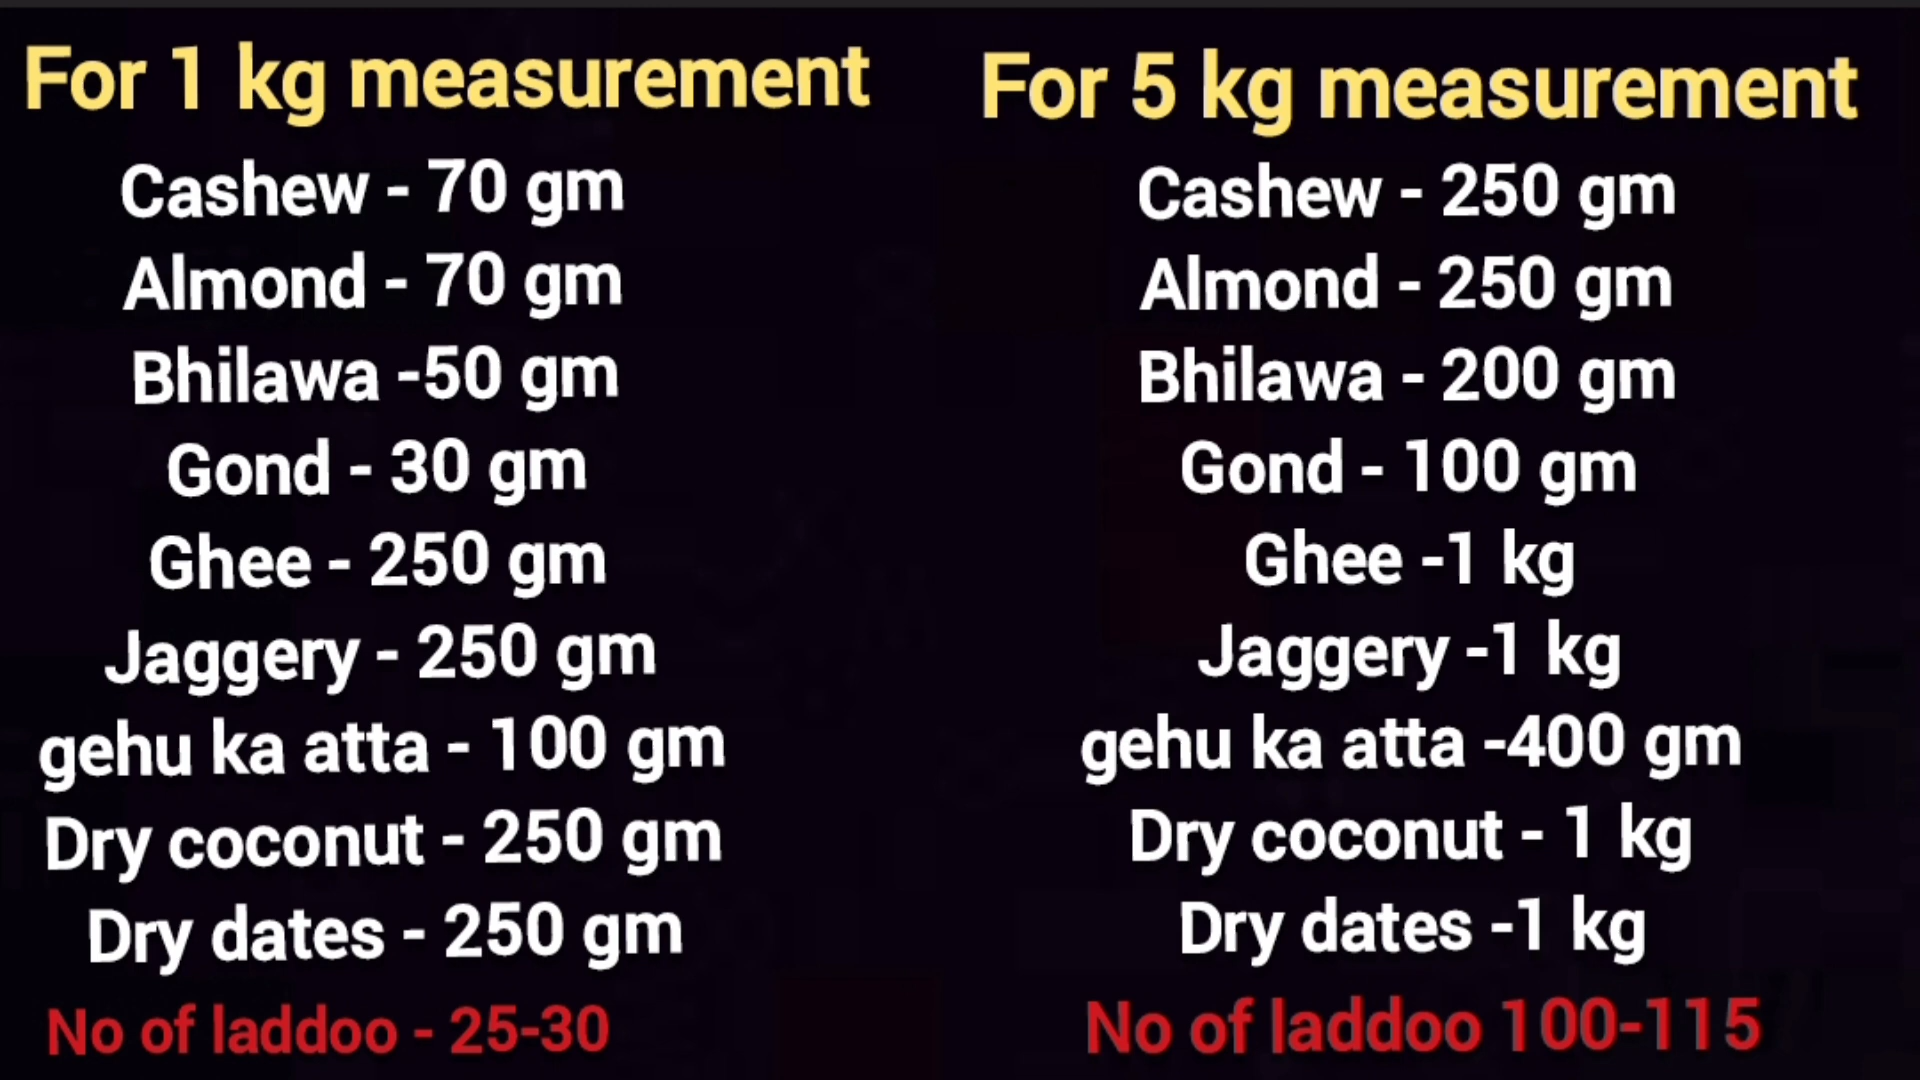 For 1 kg measurement
Cashew - 70 gm
Almond - 70 gm
Bhilawa -50 gm
Gond - 30 gm
Ghee - 250 gm
Jaggery - 250 gm
gehu ka atta - 100 gm
Dry coconut - 250 gm
Dry dates - 250 gm
No of laddoo - 25-30
For 5 kg measurement
Cashew - 250 gm
Almond - 250 gm
Bhilawa - 200 gm
Gond - 100 gm
Ghee -1 kg
Jaggery -1 kg
gehu ka atta -400 gm
Dry coconut - 1 kg
Dry dates -1 kg
No of laddoo 100-115